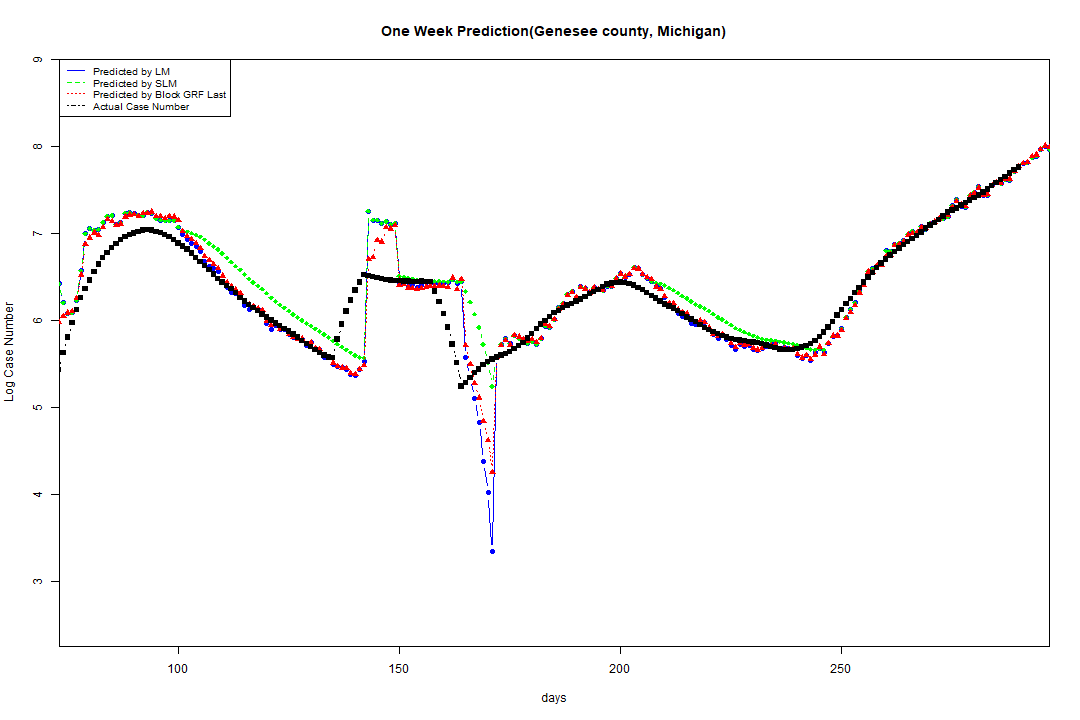 One Week Prediction(Genesee county, Michigan)
Predicted by LM
Predicted by SLM
Predicted by Block GRF Last
Actual Case Number
Log Case Number
9
8
7
6
5
4
3
100 150 200 250
days